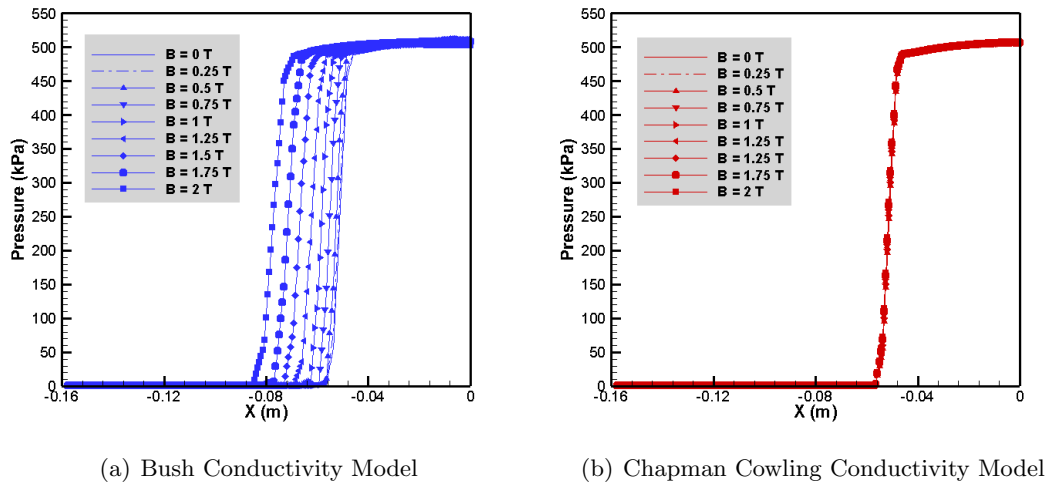 550
500
450
400
350
300
250
200
150
100
50
0
Pressure (kPa)
B = 0 T
B = 0.25 T
B = 0.5 T
B = 0.75 T
B = 1 T
B = 1.25 T
B = 1.5 T
B = 1.75 T
B = 2 T
-0.16 -0.12 -0.08 -0.04 0
X (m)
(a) Bush Conductivity Model
550
500
450
400
350
300
250
200
150
100
50
0
Pressure (kPa)
B = 0 T
B = 0.25 T
B = 0.5 T
B = 0.75 T
B = 1 T
B = 1.25 T
B = 1.25 T
B = 1.75 T
B = 2 T
-0.16 -0.12 -0.08 -0.04 0
X (m)
(b) Chapman Cowling Conductivity Model